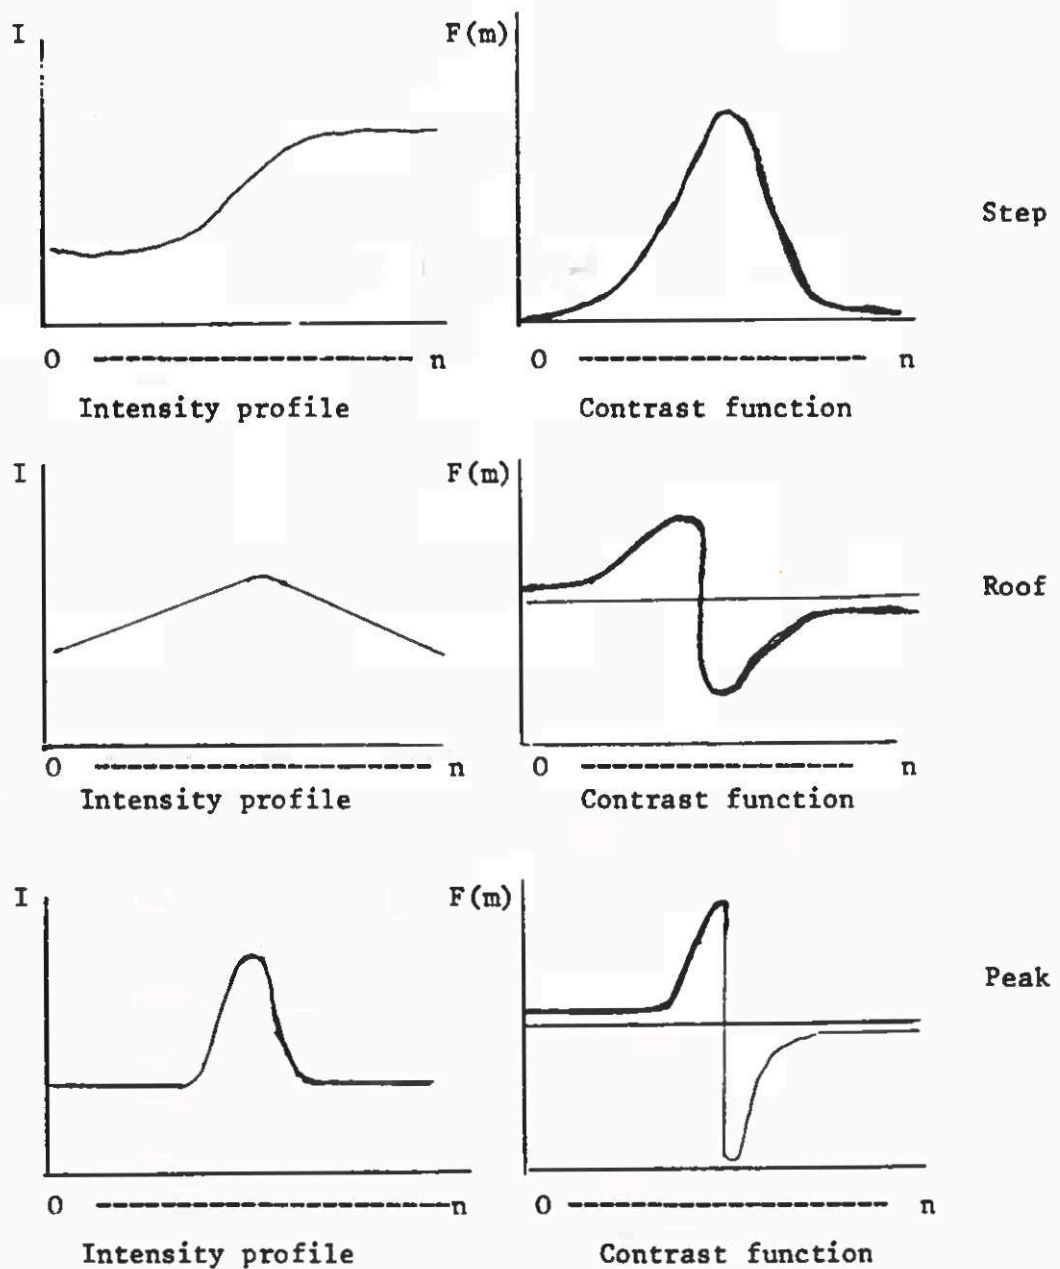 I
F(m)
Step
0 n
0 n
Intensity profile
Contrast function
I
F(m)
Roof
0 n
0 n
Intensity profile
Contrast function
I
F(m)
Peak
0 n
0 n
Intensity profile
Contrast function